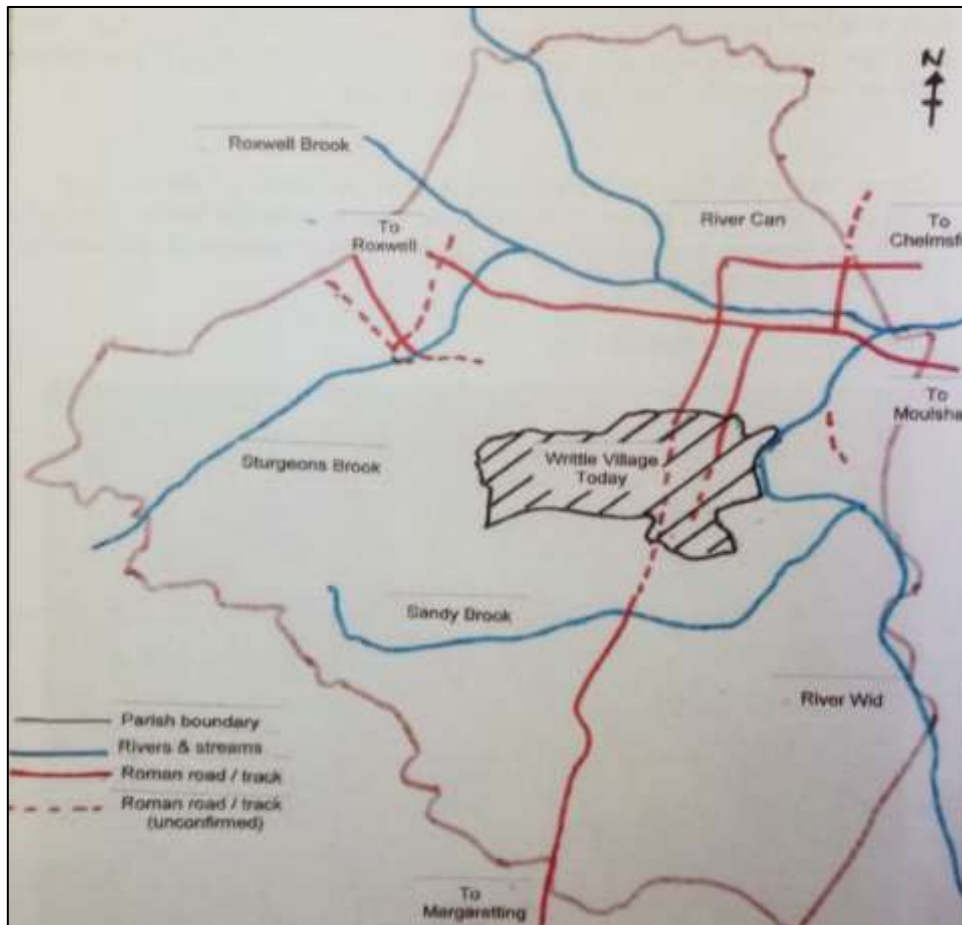 N
Roxwell Brook
River Can
To
Chelmsf
To
Roxwell
To
Moulsha
Writtle Village
Today
Sturgeons Brook
Sandy Brook
River Wid
Parish boundary
Rivers & streams
Roman road / track
Roman road / track
(unconfirmed)
To
Margaretting